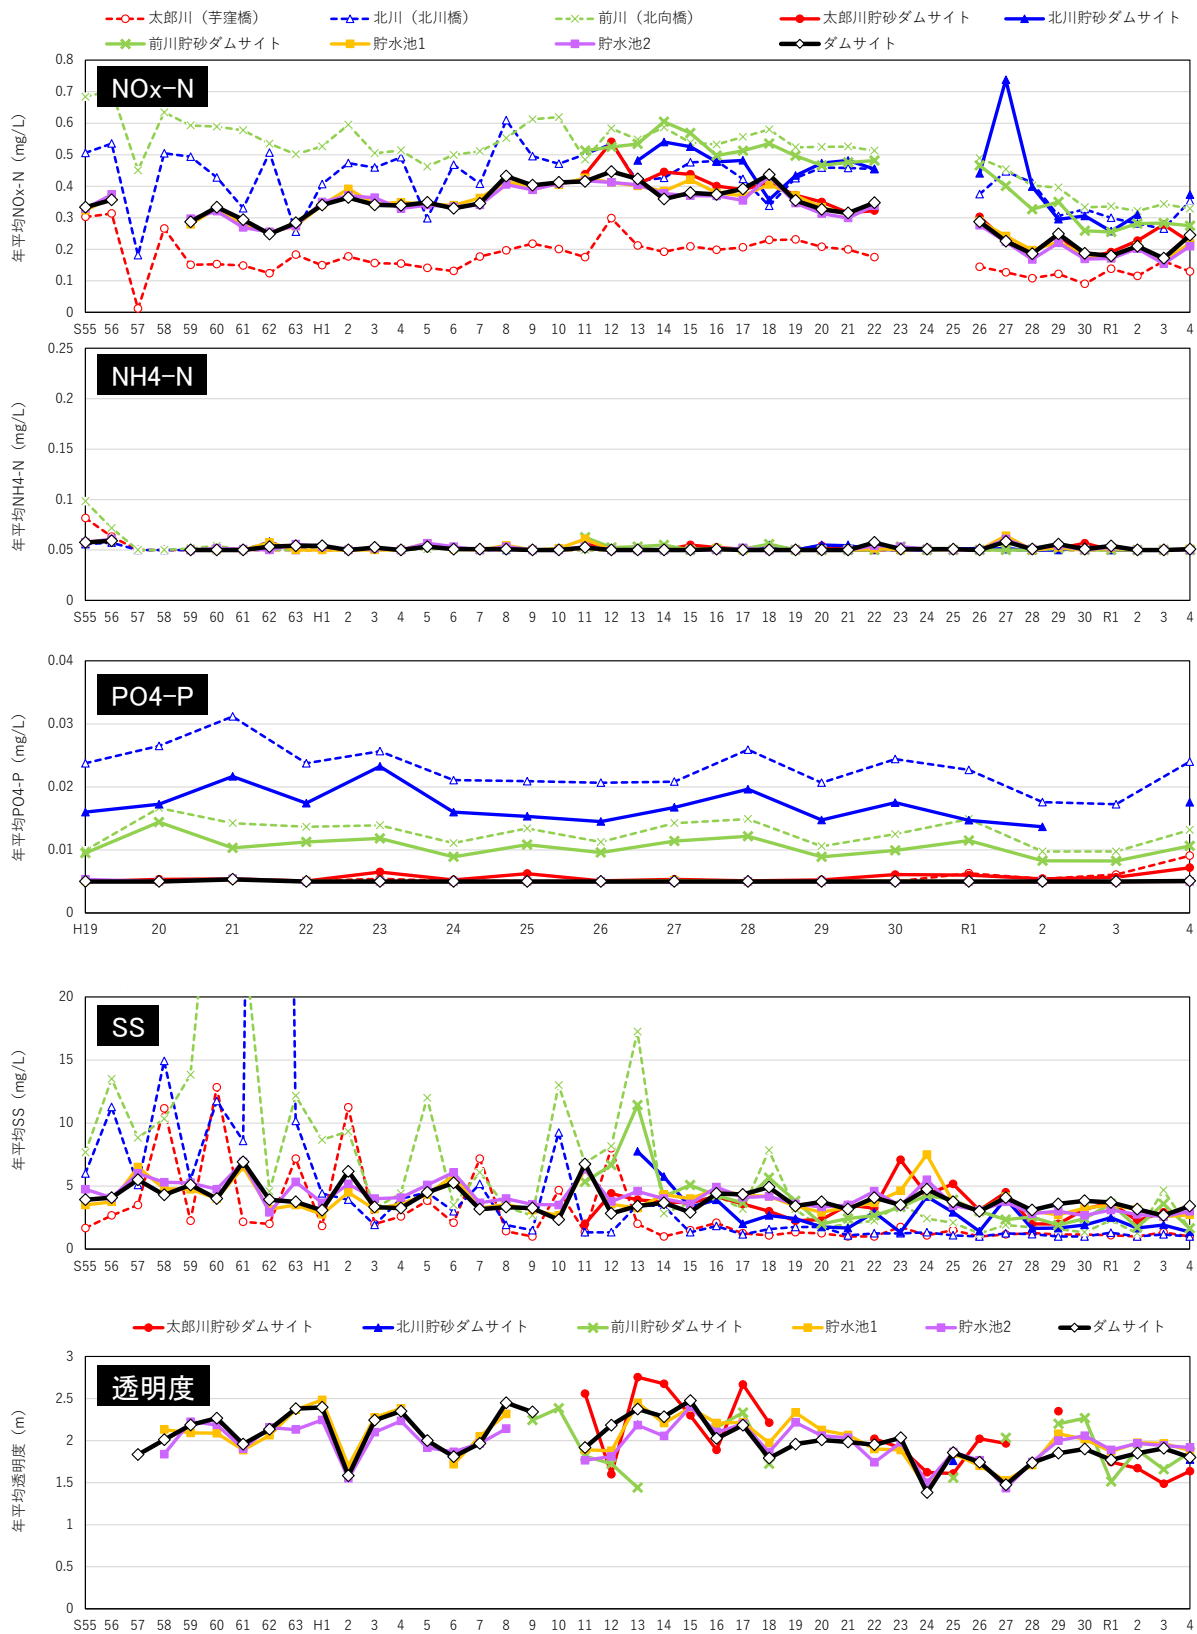 太郎川（芋窪橋） 北川（北川橋） 前川（北向橋） 太郎川貯砂ダムサイト 北川貯砂ダムサイト
前川貯砂ダムサイト 貯水池1 貯水池2 ダムサイト
NOx−N
年平均NOx-N（mg/L）
0.8
0.7
0.6
0.5
0.4
0.3
0.2
0.1
0
S55 56 57 58 59 60 61 62 63 H1 2 3 4 5 6 7 8 9 10 11 12 13 14 15 16 17 18 19 20 21 22 23 24 25 26 27 28 29 30 R1 2 3 4
NH4−N
年平均NH4-N（mg/L）
0.25
0.2
0.15
0.1
0.05
0
S55 56 57 58 59 60 61 62 63 H1 2 3 4 5 6 7 8 9 10 11 12 13 14 15 16 17 18 19 20 21 22 23 24 25 26 27 28 29 30 R1 2 3 4
PO4−P
年平均PO4-P（mg/L）
0.04
0.03
0.02
0.01
0
H19 20 21 22 23 24 25 26 27 28 29 30 R1 2 3 4
SS
年平均SS（mg/L）
20
15
10
5
0
S55 56 57 58 59 60 61 62 63 H1 2 3 4 5 6 7 8 9 10 11 12 13 14 15 16 17 18 19 20 21 22 23 24 25 26 27 28 29 30 R1 2 3 4
太郎川貯砂ダムサイト 北川貯砂ダムサイト 前川貯砂ダムサイト 貯水池1 貯水池2 ダムサイト
透明度
年平均透明度（m）
3
2.5
2
1.5
1
0.5
0
S55 56 57 58 59 60 61 62 63 H1 2 3 4 5 6 7 8 9 10 11 12 13 14 15 16 17 18 19 20 21 22 23 24 25 26 27 28 29 30 R1 2 3 4